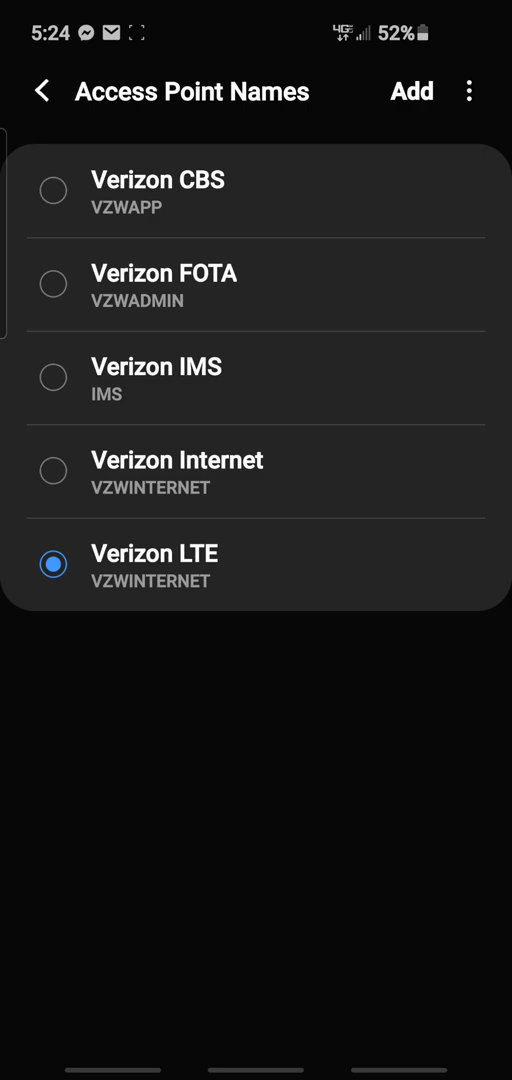 5:24 4GE 52%
Access Point Names Add
Verizon CBS
VZWAPP
Verizon FOTA
VZWADMIN
Verizon IMS
IMS
Verizon Internet
VZWINTERNET
Verizon LTE
VZWINTERNET